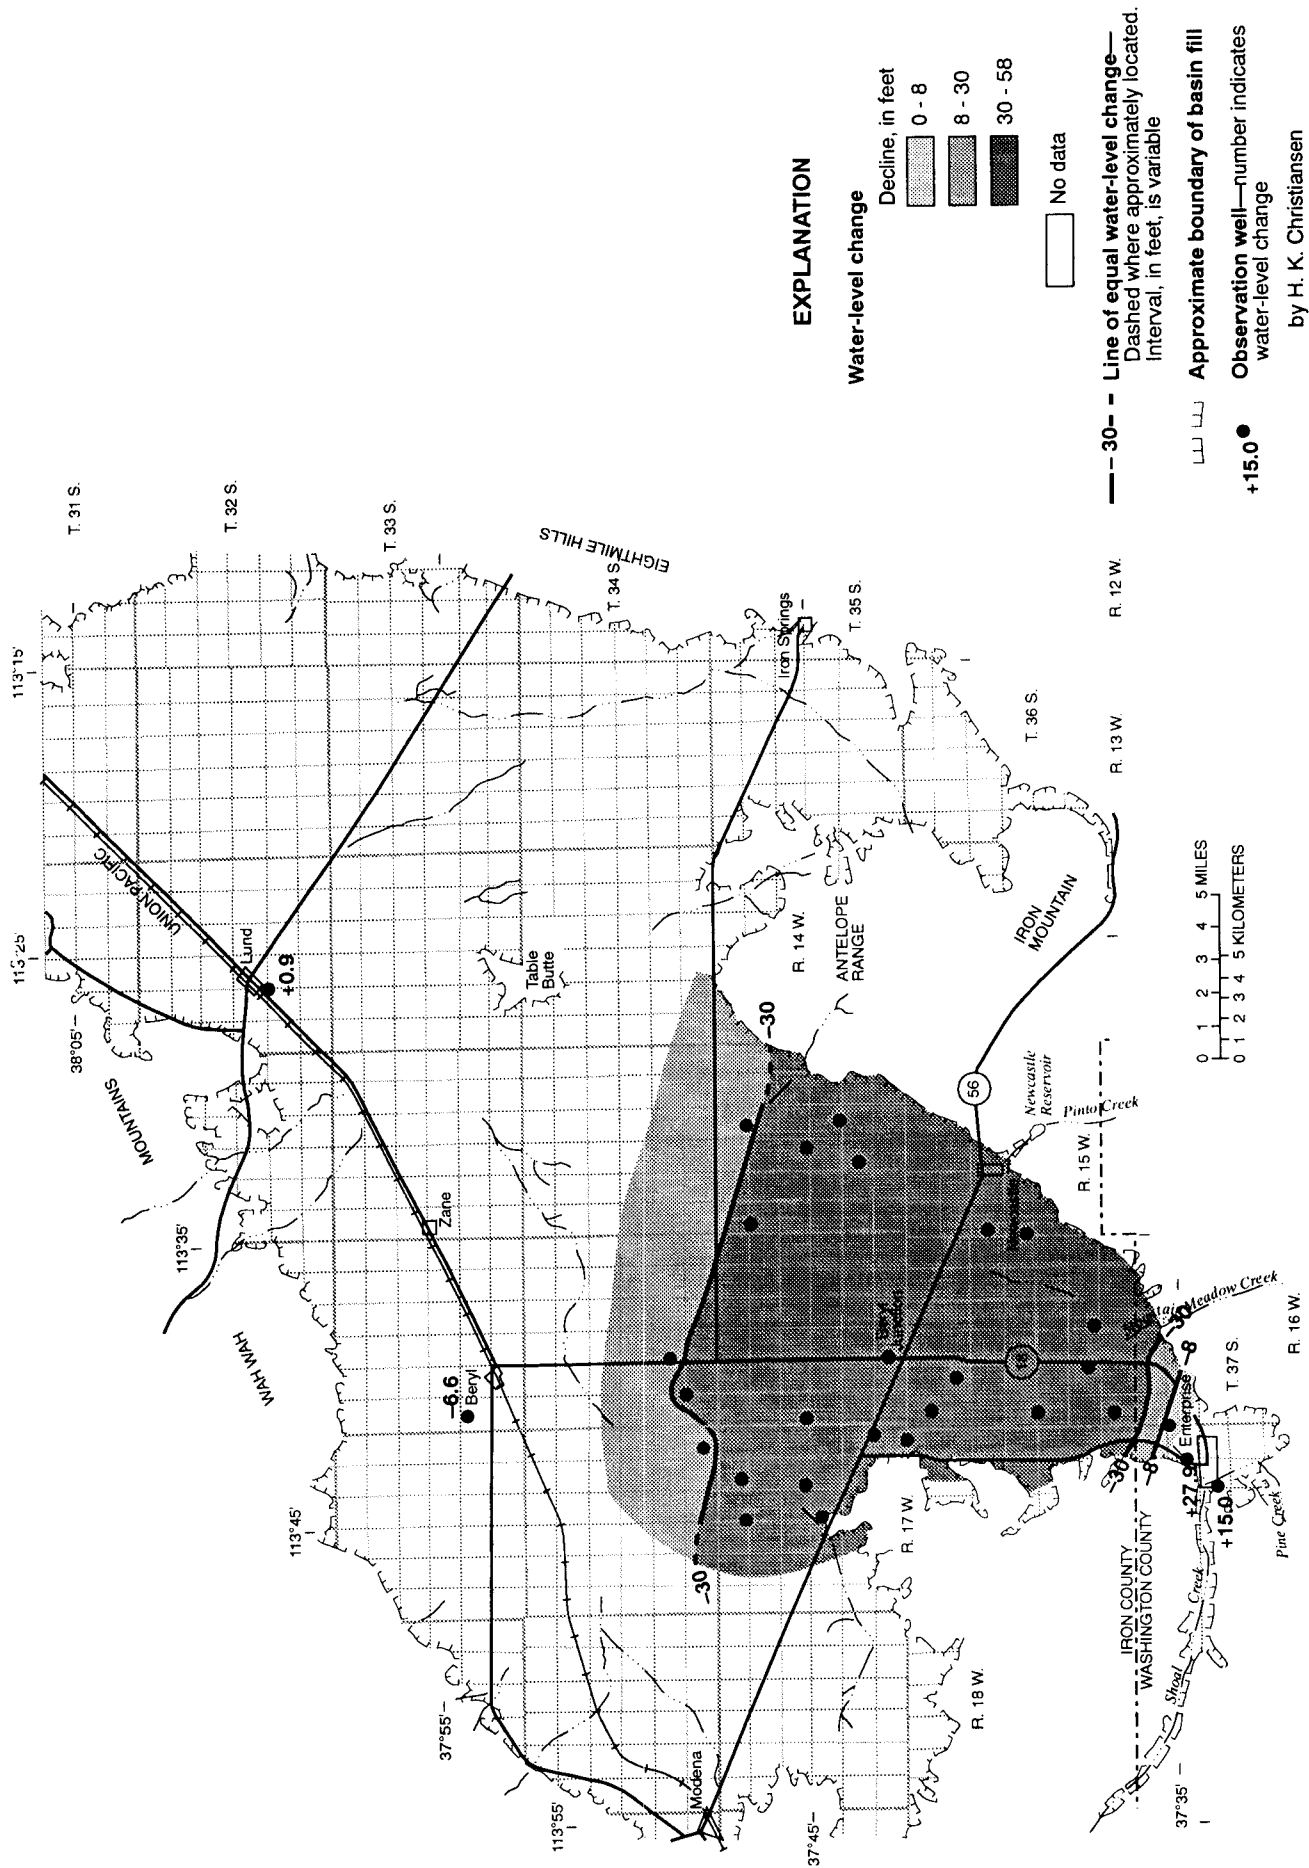 EXPLANATION
Water-level change
Decline, in feet
0 - 8
8 - 30
30 - 58
No data
—30– – Line of equal water-level change—
Dashed where approximately located.
Interval, in feet, is variable
Approximate boundary of basin fill
+15.0 Observation well—number indicates
water-level change
by H. K. Christiansen
T. 31 S.
T. 32 S.
T. 33 S.
T. 34 S.
T. 35 S.
T. 36 S.
T. 37 S.
R. 12 W.
R. 13 W.
R. 14 W.
R. 15 W.
R. 16 W.
R. 17 W.
R. 18 W.
113°15'
113°25'
38°05'
113°35'
113°45'
37°55'
113°55'
37°45'
37°35'
UNION PACIFIC
Lund
+0.9
MOUNTAINS
WAH WAH
Zane
–6.6
Beryl
Table
Butte
EIGHTMILE HILLS
Iron Springs
ANTELOPE
RANGE
IRON
MOUNTAIN
56
Newcastle
Reservoir
Pinto Creek
–30
–30
Modena
Beryl
Junction
18
Meadow Creek
–30
–8
–30
–8
Enterprise
+27.9
+15.0
IRON COUNTY
WASHINGTON COUNTY
Shoal
Creek
Pine Creek
0 1 2 3 4 5 MILES
0 1 2 3 4 5 KILOMETERS